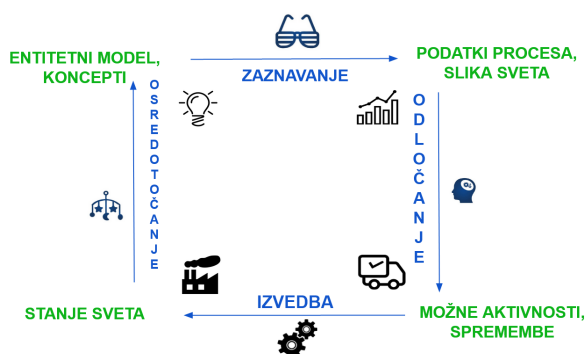 ENTITETNI MODEL,
KONCEPTI
ZAZNAVANJE
PODATKI PROCESA,
SLIKA SVETA
OSREDOTOČANJE
ODLOČANJE
STANJE SVETA
IZVEDBA
MOŽNE AKTIVNOSTI,
SPREMEMBE